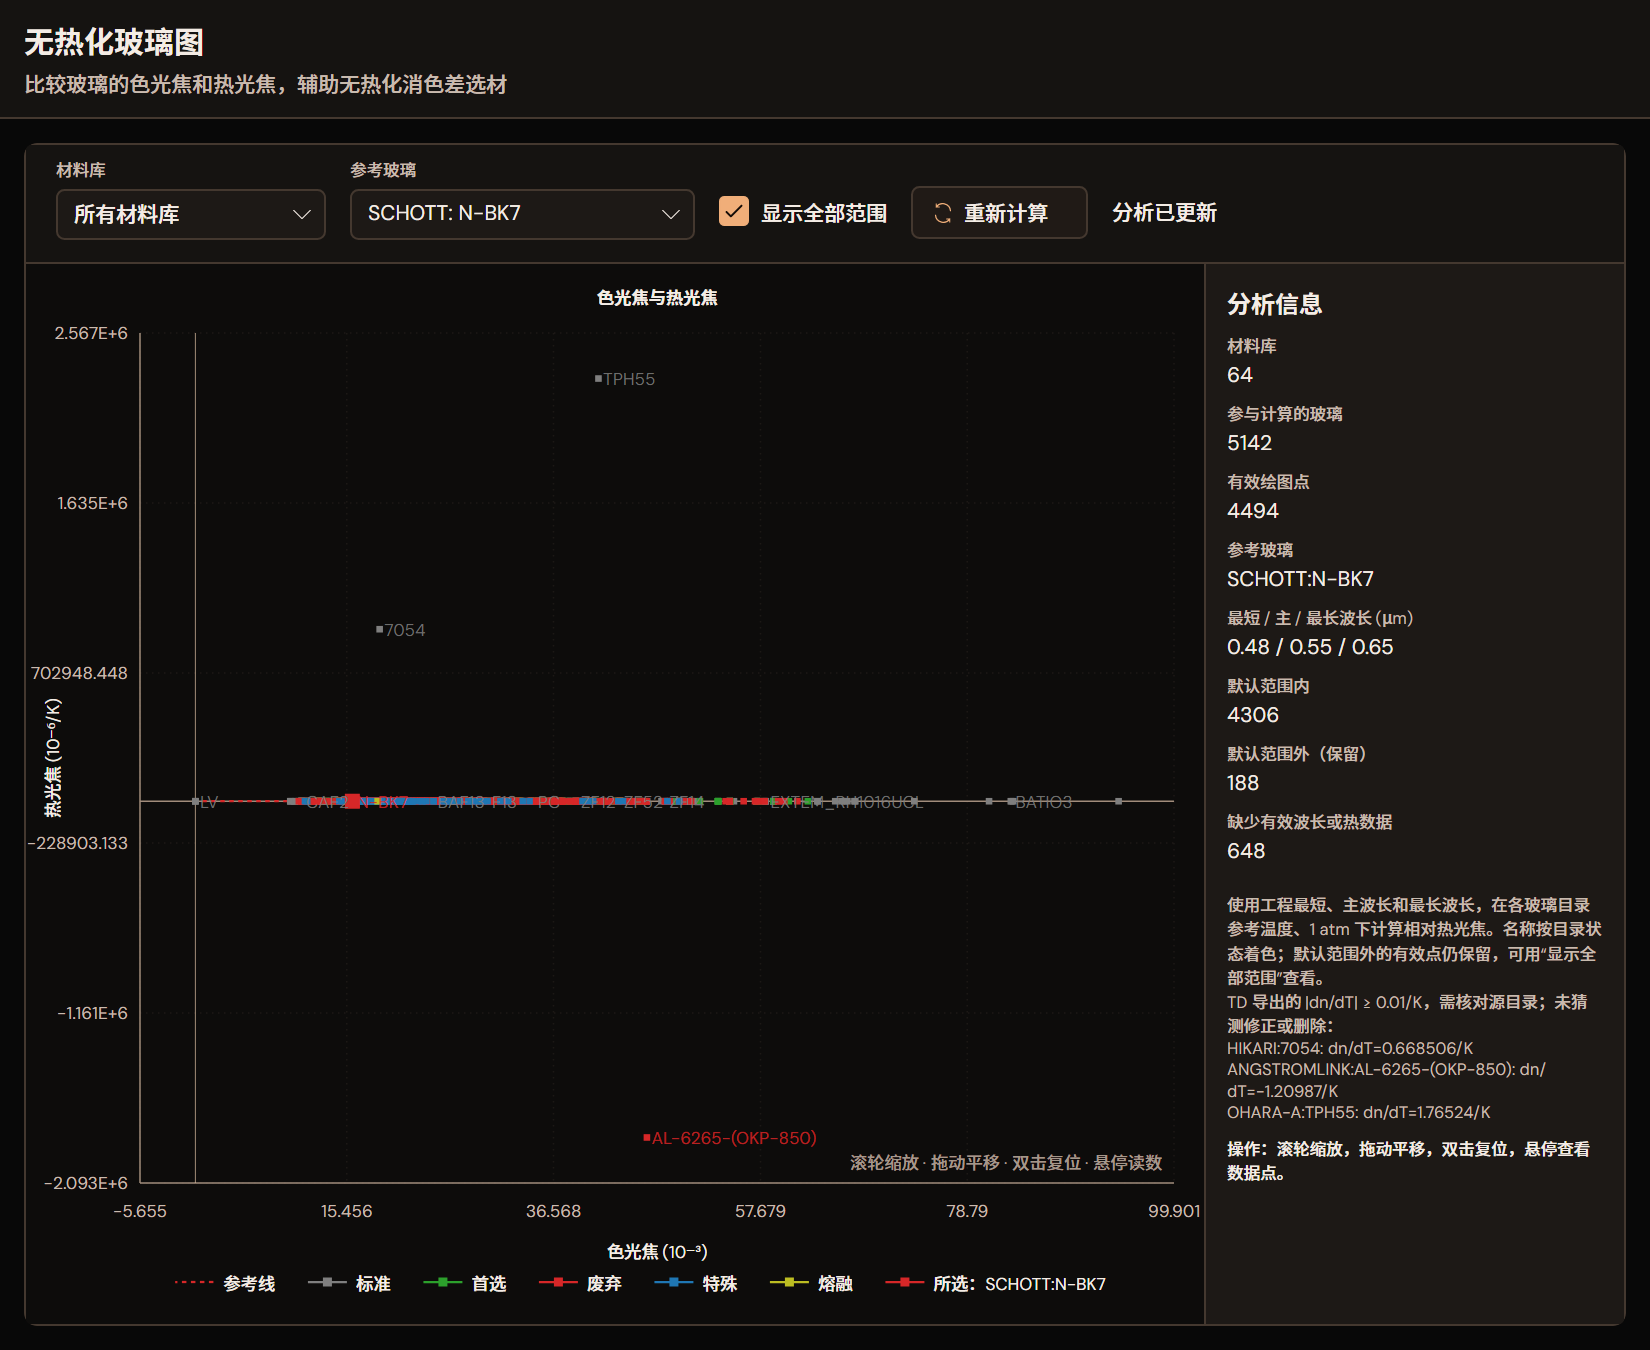 无热化玻璃图
比较玻璃的色光焦和热光焦，辅助无热化消色差选材
材料库
参考玻璃
所有材料库
SCHOTT: N-BK7
显示全部范围
重新计算
分析已更新
色光焦与热光焦
2.567E+6
1.635E+6
702948.448
-228903.133
-1.161E+6
-2.093E+6
热光焦 (10⁻⁶/K)
TPH55
7054
LV
CAF2
N-BK7
BAF13
F13
PC
ZF12
ZF52
ZF14
EXTEM_RH1016UCL
BATIO3
AL-6265-(OKP-850)
滚轮缩放 · 拖动平移 · 双击复位 · 悬停读数
-5.655
15.456
36.568
57.679
78.79
99.901
色光焦 (10⁻³)
参考线
标准
首选
废弃
特殊
熔融
所选：SCHOTT:N-BK7
分析信息
材料库
64
参与计算的玻璃
5142
有效绘图点
4494
参考玻璃
SCHOTT:N-BK7
最短 / 主 / 最长波长 (μm)
0.48 / 0.55 / 0.65
默认范围内
4306
默认范围外（保留）
188
缺少有效波长或热数据
648
使用工程最短、主波长和最长波长，在各玻璃目录
参考温度、1 atm 下计算相对热光焦。名称按目录状
态着色；默认范围外的有效点仍保留，可用“显示全
部范围”查看。
TD 导出的 |dn/dT| ≥ 0.01/K，需核对源目录；未猜
测修正或删除：
HIKARI:7054: dn/dT=0.668506/K
ANGSTROMLINK:AL-6265-(OKP-850): dn/
dT=-1.20987/K
OHARA-A:TPH55: dn/dT=1.76524/K
操作：滚轮缩放，拖动平移，双击复位，悬停查看
数据点。